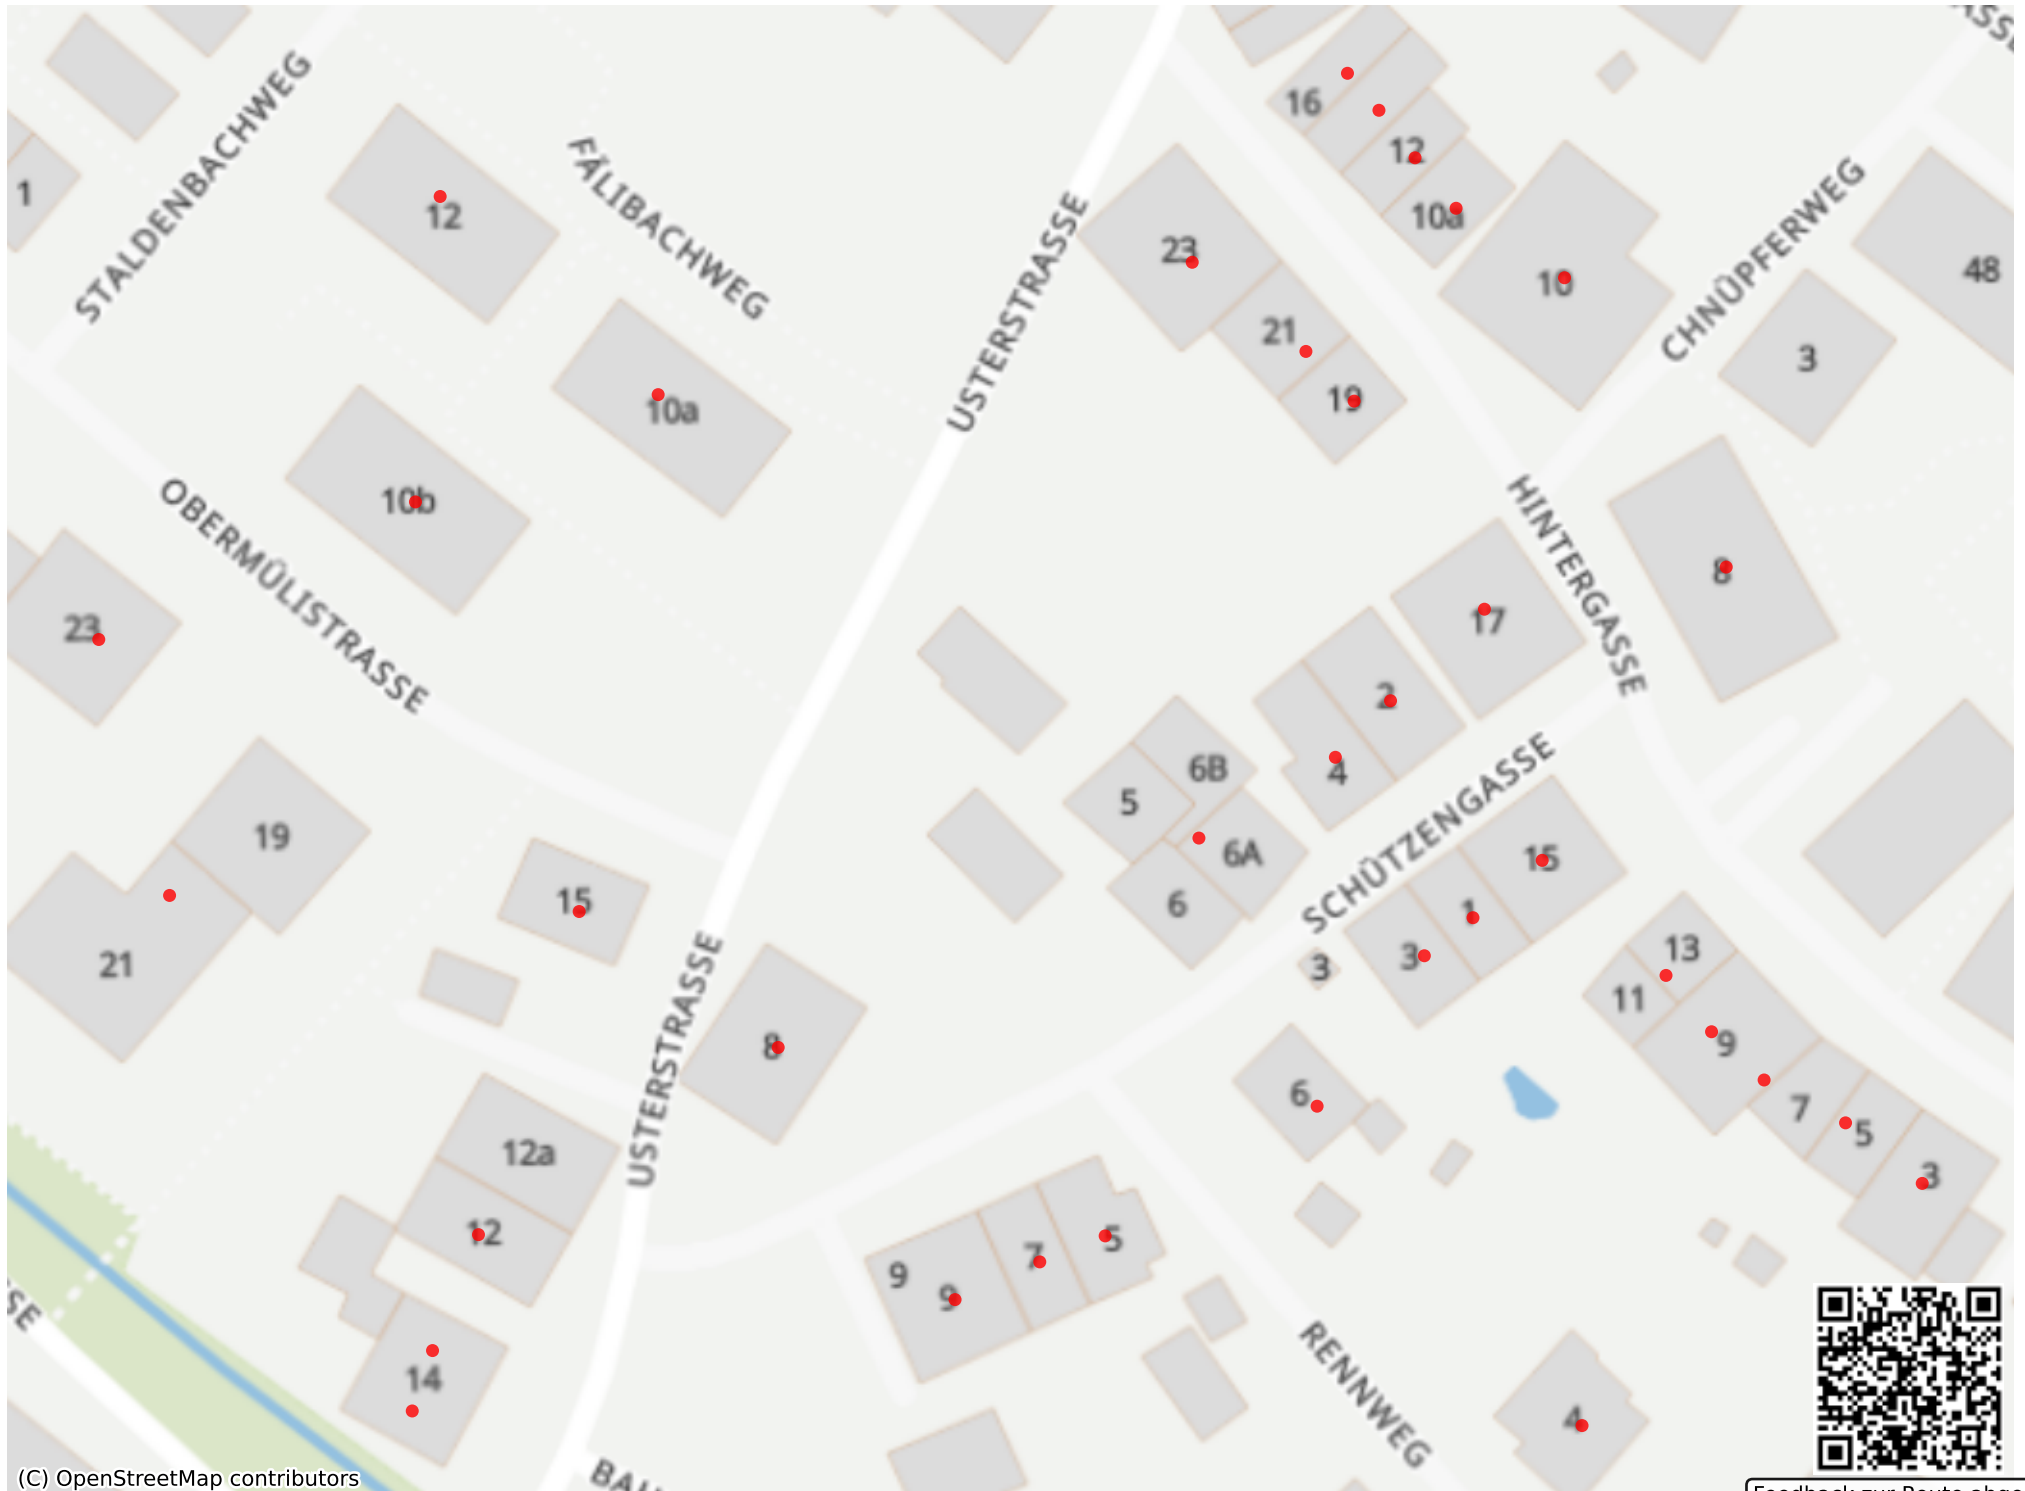 16
12
10a
STALDENBACHWEG
1
12
FÄLIBACHWEG
USTERSTRASSE
23
21
19
10
CHNÜPFERWEG
48
3
10a
10b
OBERMÜLISTRASSE
23
HINTERGASSE
8
17
2
4
6B
5
6A
6
SCHÜTZENGASSE
15
1
3
3
19
21
15
13
11
9
7
5
3
8
USTERSTRASSE
6
12a
12
14
9
9
7
5
RENNWEG
4
(C) OpenStreetMap contributors